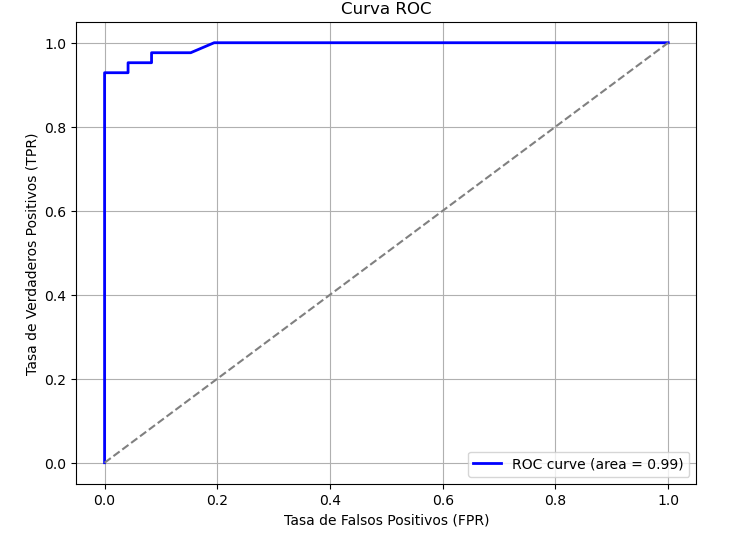 Curva ROC
Tasa de Verdaderos Positivos (TPR)
1.0
0.8
0.6
0.4
0.2
0.0
ROC curve (area = 0.99)
0.0 0.2 0.4 0.6 0.8 1.0
Tasa de Falsos Positivos (FPR)